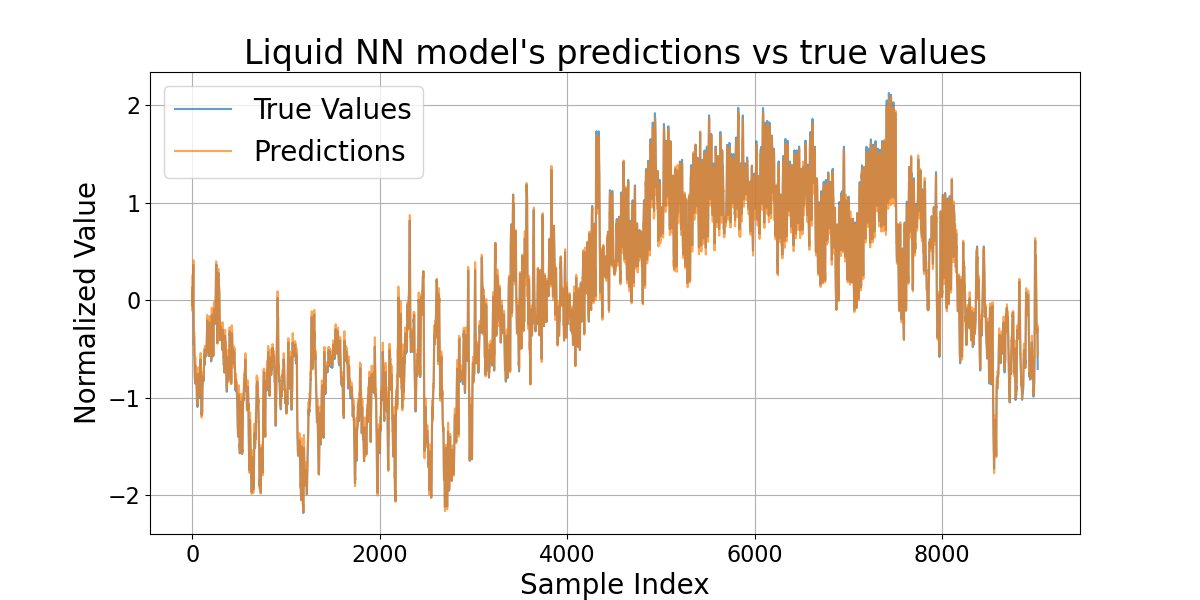 Liquid NN model's predictions vs true values
True Values
Predictions
Normalized Value
2
1
0
−1
−2
0 2000 4000 6000 8000
Sample Index